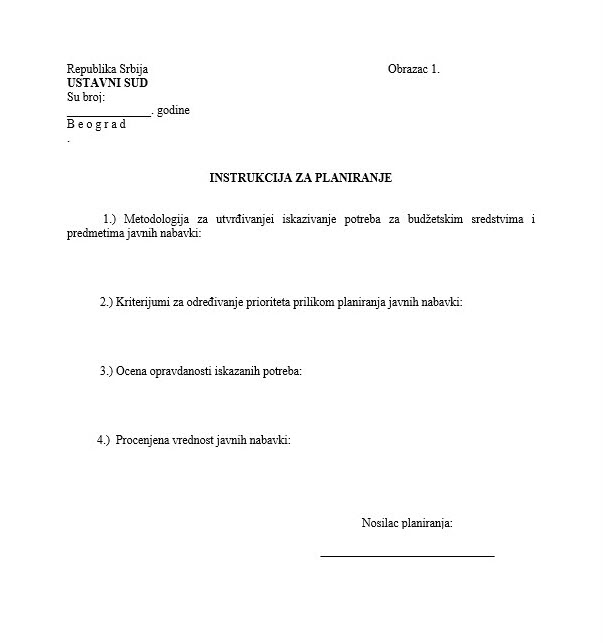 Republika Srbija Obrazac 1.
USTAVNI SUD
Su broj:
______________. godine
B e o g r a d
.
INSTRUKCIJA ZA PLANIRANJE
1.) Metodologija za utvrđivanjei iskazivanje potreba za budžetskim sredstvima i
predmetima javnih nabavki:
2.) Kriterijumi za određivanje prioriteta prilikom planiranja javnih nabavki:
3.) Ocena opravdanosti iskazanih potreba:
4.) Procenjena vrednost javnih nabavki:
Nosilac planiranja:
_____________________________